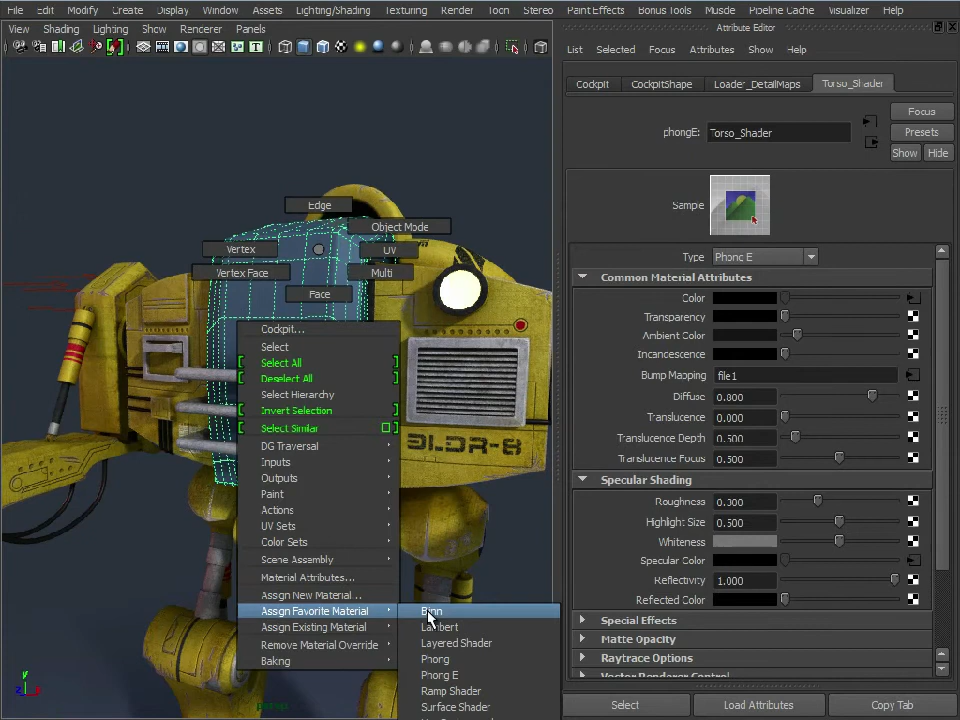 File Edit Modify Create Display Window Assets Lighting/Shading Texturing Render Toon Stereo Paint Effects Bonus Tools Muscle Pipeline Cache Visualizer Help
View Shading Lighting Show Renderer Panels
Attribute Editor
List Selected Focus Attributes Show Help
Cockpit CockpitShape Loader_DetailMaps Torso_Shader
Focus
phongE: Torso_Shader
Presets
Show Hide
Sample
Type Phong E
Common Material Attributes
Color
Transparency
Ambient Color
Incandescence
Bump Mapping file1
Diffuse 0.800
Translucence 0.000
Translucence Depth 0.500
Translucence Focus 0.500
Specular Shading
Roughness 0.300
Highlight Size 0.500
Whiteness
Specular Color
Reflectivity 1.000
Reflected Color
Special Effects
Matte Opacity
Raytrace Options
Vector Renderer Control
Select Load Attributes Copy Tab
Edge
Object Mode
Vertex
UV
Vertex Face
Multi
Face
Cockpit...
Select
Select All
Deselect All
Select Hierarchy
Invert Selection
Select Similar
DG Traversal
Inputs
Outputs
Paint
Actions
UV Sets
Color Sets
Scene Assembly
Material Attributes...
Assign New Material...
Assign Favorite Material
Assign Existing Material
Remove Material Override
Baking
Blinn
Lambert
Layered Shader
Phong
Phong E
Ramp Shader
Surface Shader
BLDR-8
persp
y
z